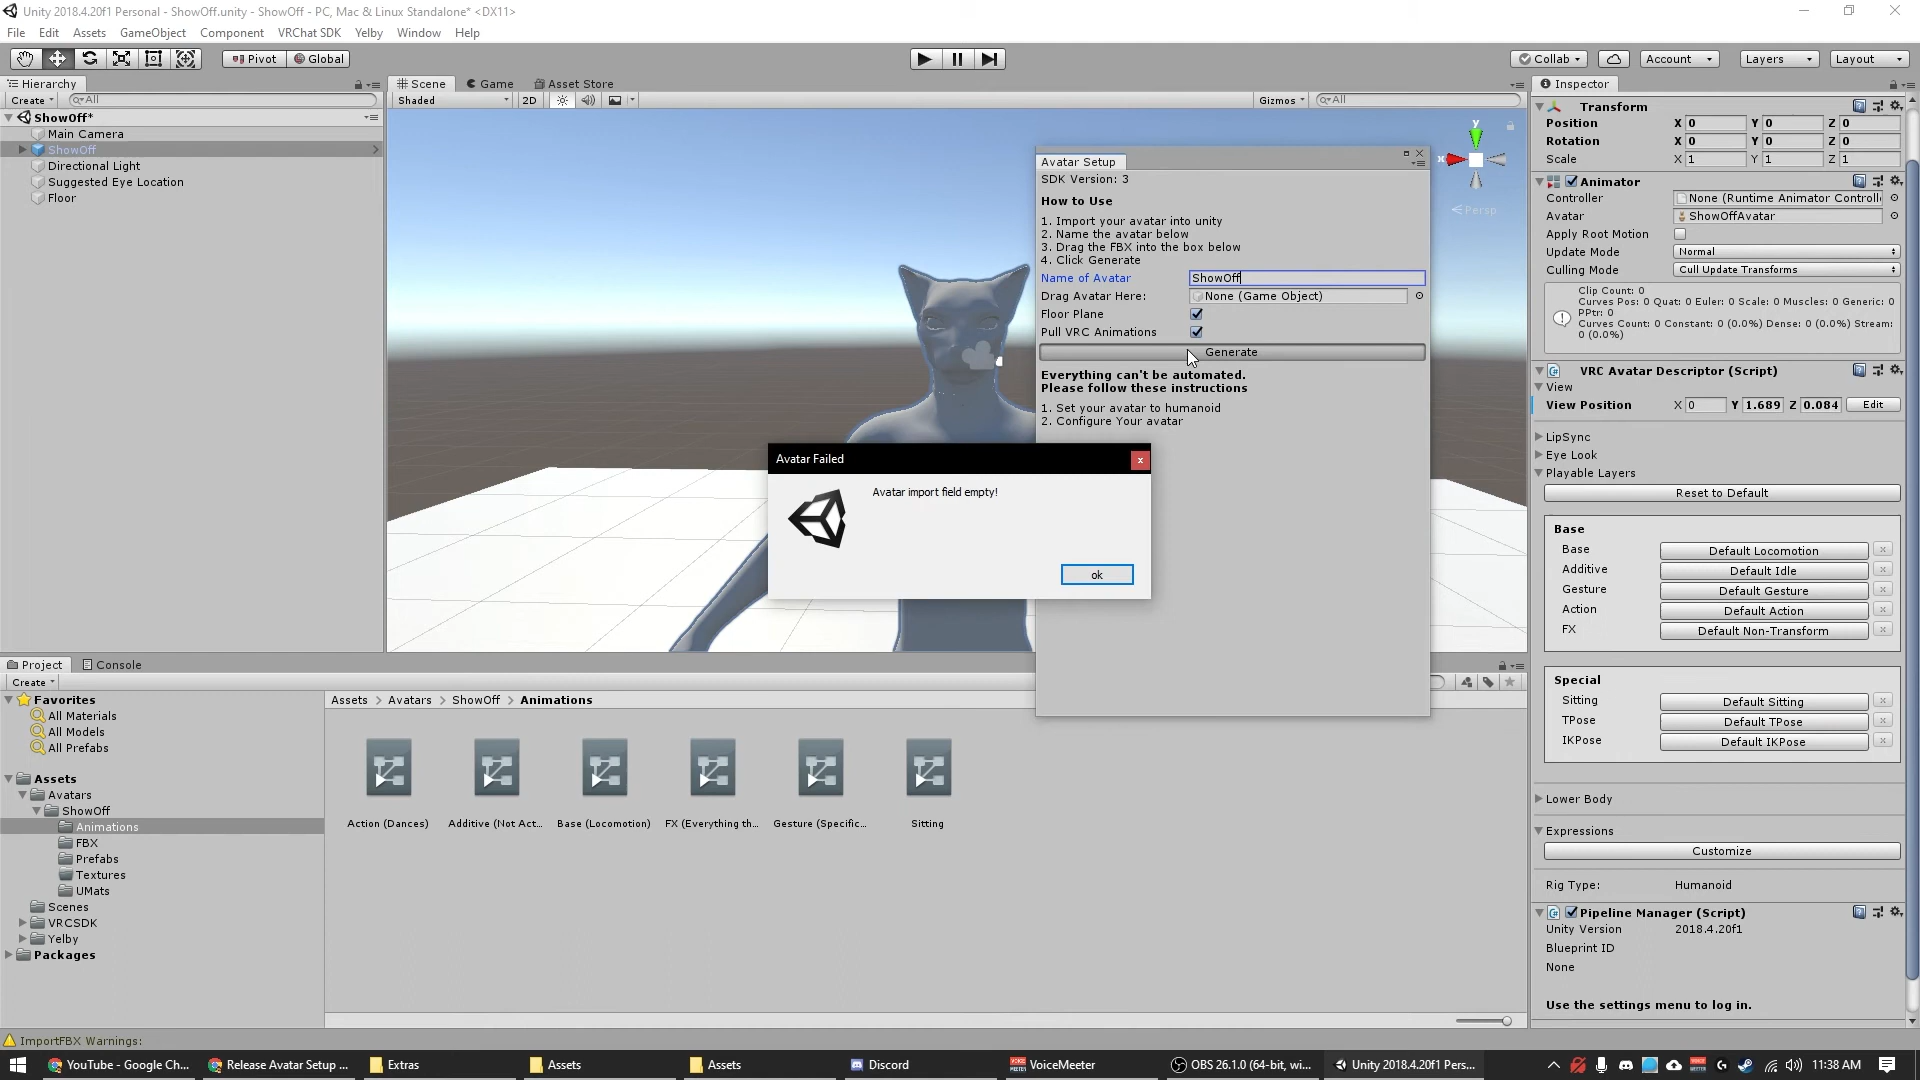 Unity 2018.4.20f1 Personal - ShowOff.unity - ShowOff - PC, Mac & Linux Standalone* <DX11>
File Edit Assets GameObject Component VRChat SDK Yelby Window Help
Pivot Global
Collab Account Layers Layout
Hierarchy
Create All
ShowOff*
Main Camera
ShowOff
Directional Light
Suggested Eye Location
Floor
Scene Game Asset Store
Shaded 2D Gizmos All
y
x
Persp
Avatar Setup
SDK Version: 3
How to Use
1. Import your avatar into unity
2. Name the avatar below
3. Drag the FBX into the box below
4. Click Generate
Name of Avatar ShowOff
Drag Avatar Here: None (Game Object)
Floor Plane
Pull VRC Animations
Generate
Everything can't be automated.
Please follow these instructions
1. Set your avatar to humanoid
2. Configure Your avatar
Avatar Failed
x
Avatar import field empty!
ok
Inspector
Transform
Position X 0 Y 0 Z 0
Rotation X 0 Y 0 Z 0
Scale X 1 Y 1 Z 1
Animator
Controller None (Runtime Animator Controll
Avatar ShowOffAvatar
Apply Root Motion
Update Mode Normal
Culling Mode Cull Update Transforms
Clip Count: 0
Curves Pos: 0 Quat: 0 Euler: 0 Scale: 0 Muscles: 0 Generic: 0
PPtr: 0
Curves Count: 0 Constant: 0 (0.0%) Dense: 0 (0.0%) Stream:
0 (0.0%)
VRC Avatar Descriptor (Script)
View
View Position X 0 Y 1.689 Z 0.084 Edit
LipSync
Eye Look
Playable Layers
Reset to Default
Base
Base Default Locomotion x
Additive Default Idle x
Gesture Default Gesture x
Action Default Action x
FX Default Non-Transform x
Special
Sitting Default Sitting x
TPose Default TPose x
IKPose Default IKPose x
Lower Body
Expressions
Customize
Rig Type: Humanoid
Pipeline Manager (Script)
Unity Version 2018.4.20f1
Blueprint ID
None
Use the settings menu to log in.
Project Console
Create
Favorites
All Materials
All Models
All Prefabs
Assets
Avatars
ShowOff
Animations
FBX
Prefabs
Textures
UMats
Scenes
VRCSDK
Yelby
Packages
Assets > Avatars > ShowOff > Animations
Action (Dances) Additive (Not Act... Base (Locomotion) FX (Everything th... Gesture (Specific... Sitting
ImportFBX Warnings:
YouTube - Google Ch... Release Avatar Setup ... Extras Assets Assets Discord VoiceMeeter OBS 26.1.0 (64-bit, wi... Unity 2018.4.20f1 Pers... 11:38 AM